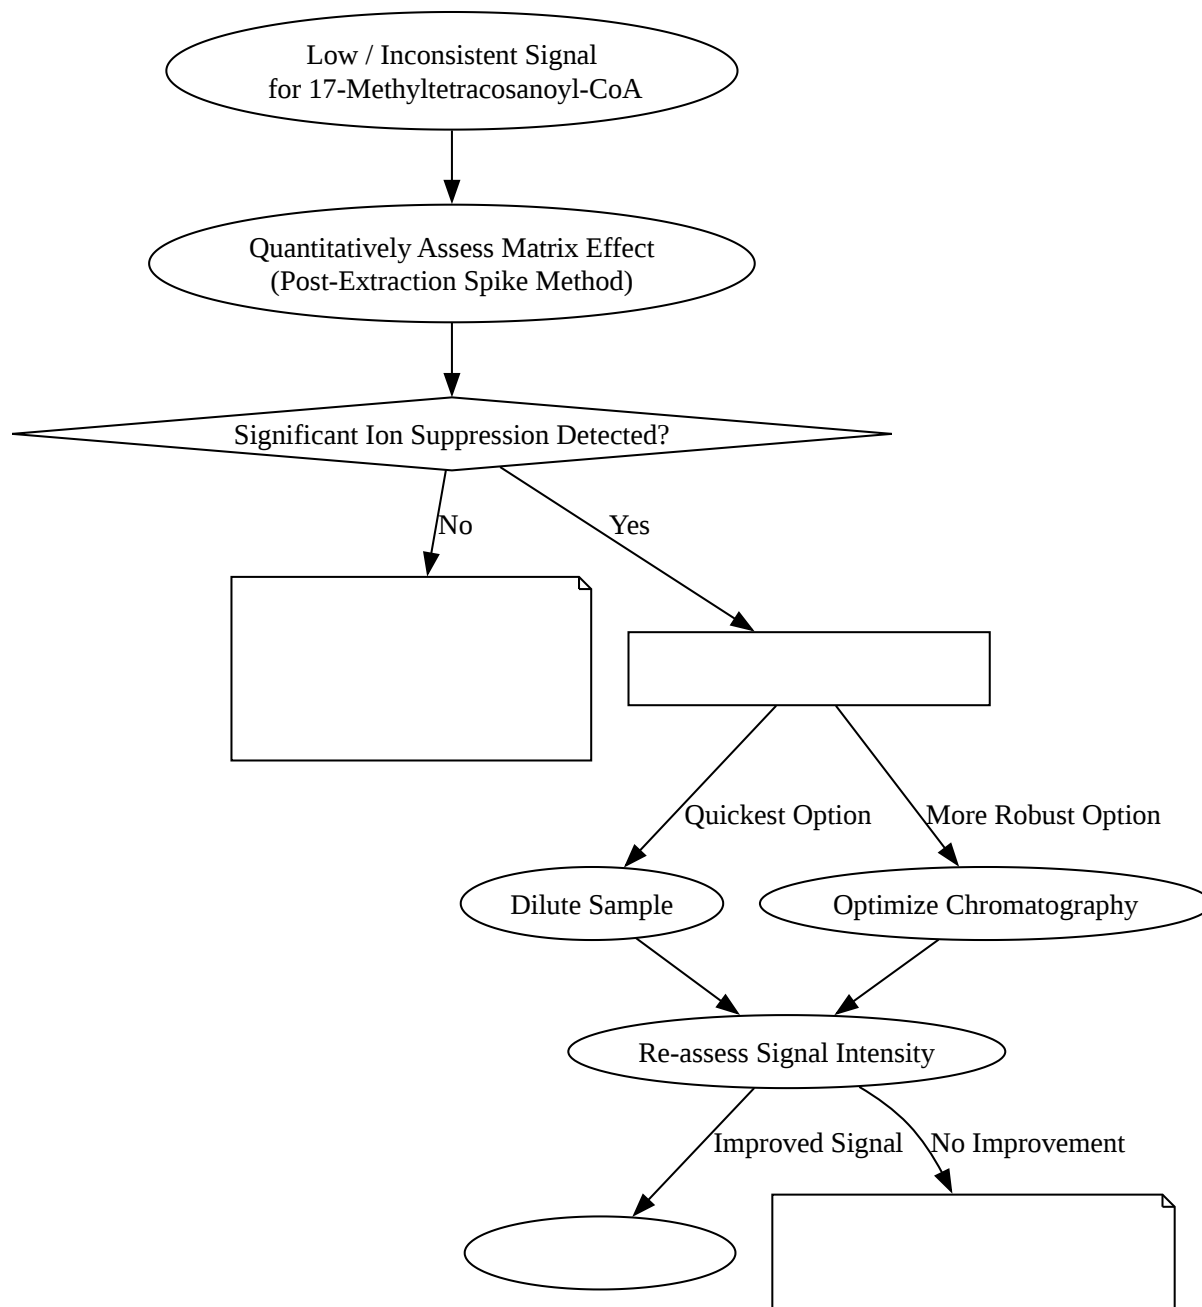 Low / Inconsistent Signal
for 17-Methyltetracosanoyl-CoA
Quantitatively Assess Matrix Effect
(Post-Extraction Spike Method)
Significant Ion Suppression Detected?
No
Yes
Quickest Option
More Robust Option
Dilute Sample
Optimize Chromatography
Re-assess Signal Intensity
Improved Signal
No Improvement